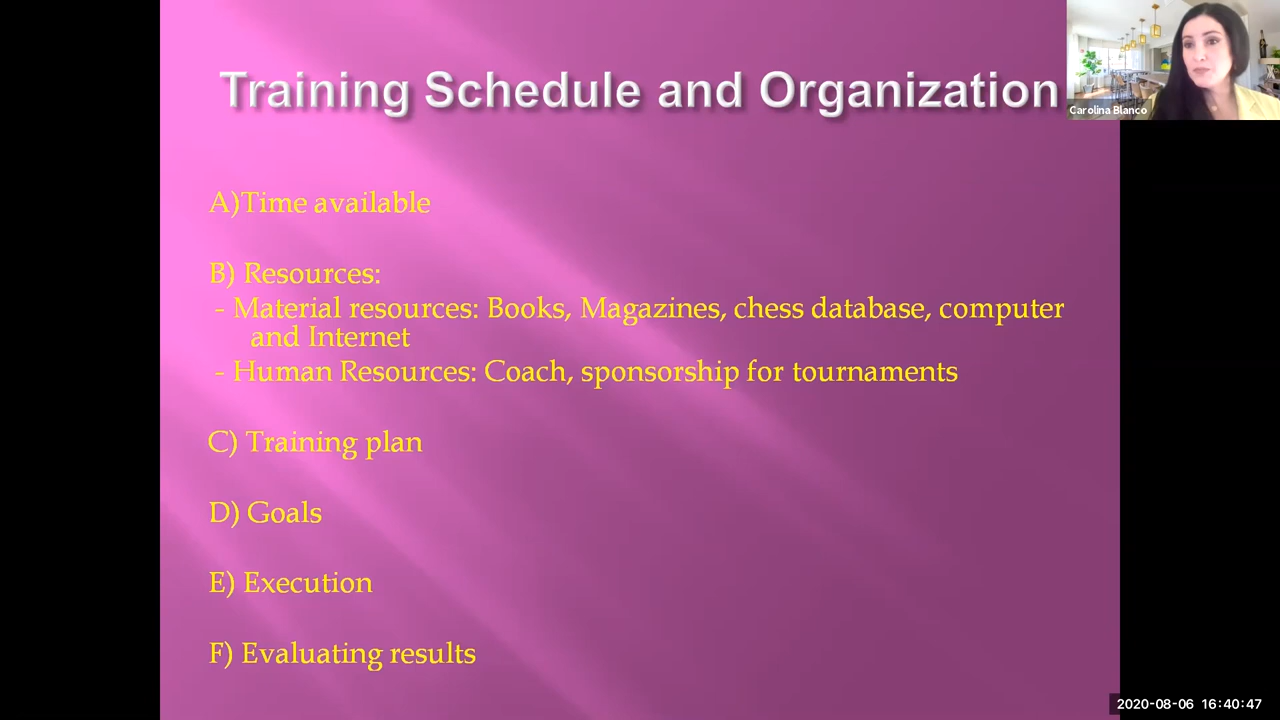 Training Schedule and Organization
Carolina Blanco
A)Time available
B) Resources:
- Material resources: Books, Magazines, chess database, computer
and Internet
- Human Resources: Coach, sponsorship for tournaments
C) Training plan
D) Goals
E) Execution
F) Evaluating results
2020-08-06 16:40:47